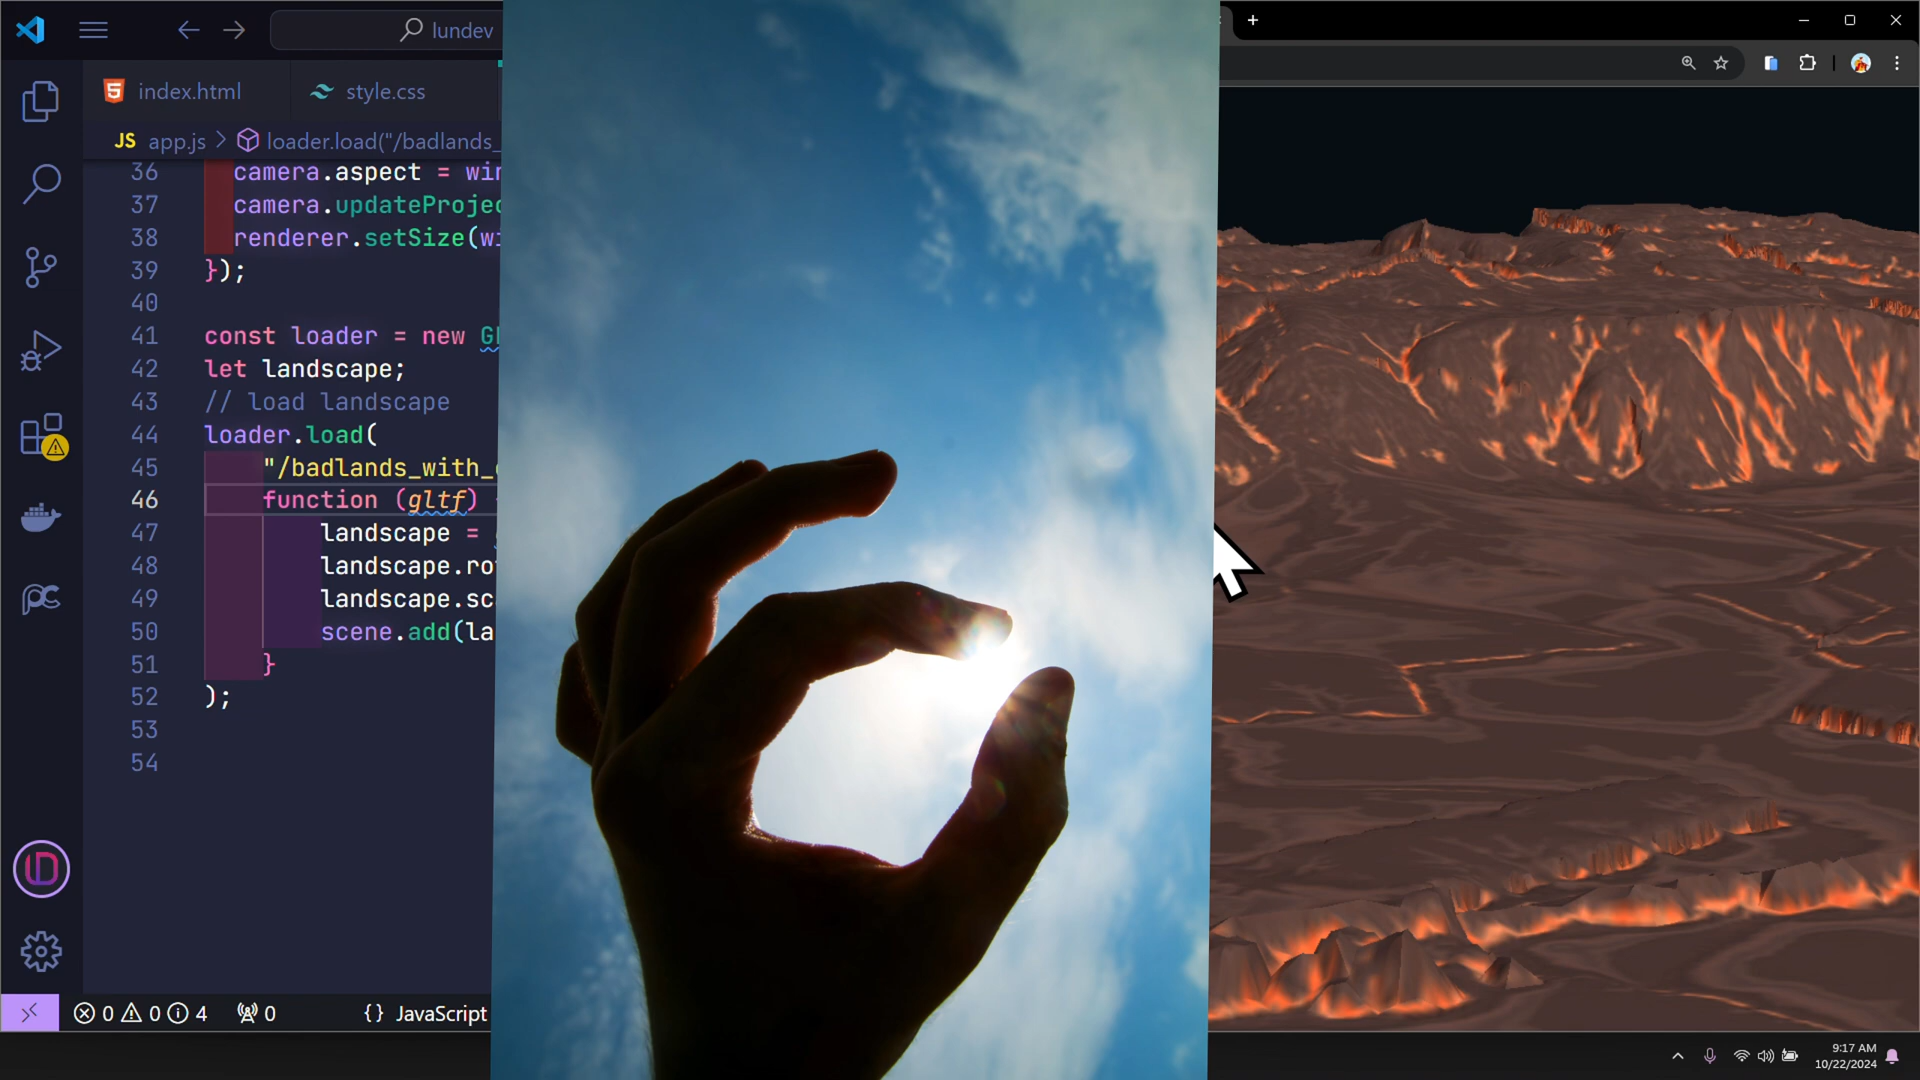 lundev
index.html
style.css
JS app.js > loader.load("/badlands_
36 camera.aspect = win
37 camera.updateProjec
38 renderer.setSize(wi
39 });
40
41 const loader = new Gl
42 let landscape;
43 // load landscape
44 loader.load(
45 "/badlands_with_
46 function (gltf)
47 landscape =
48 landscape.ro
49 landscape.sc
50 scene.add(la
51 }
52 );
53
54
0 0 4 0 {} JavaScript
9:17 AM
10/22/2024